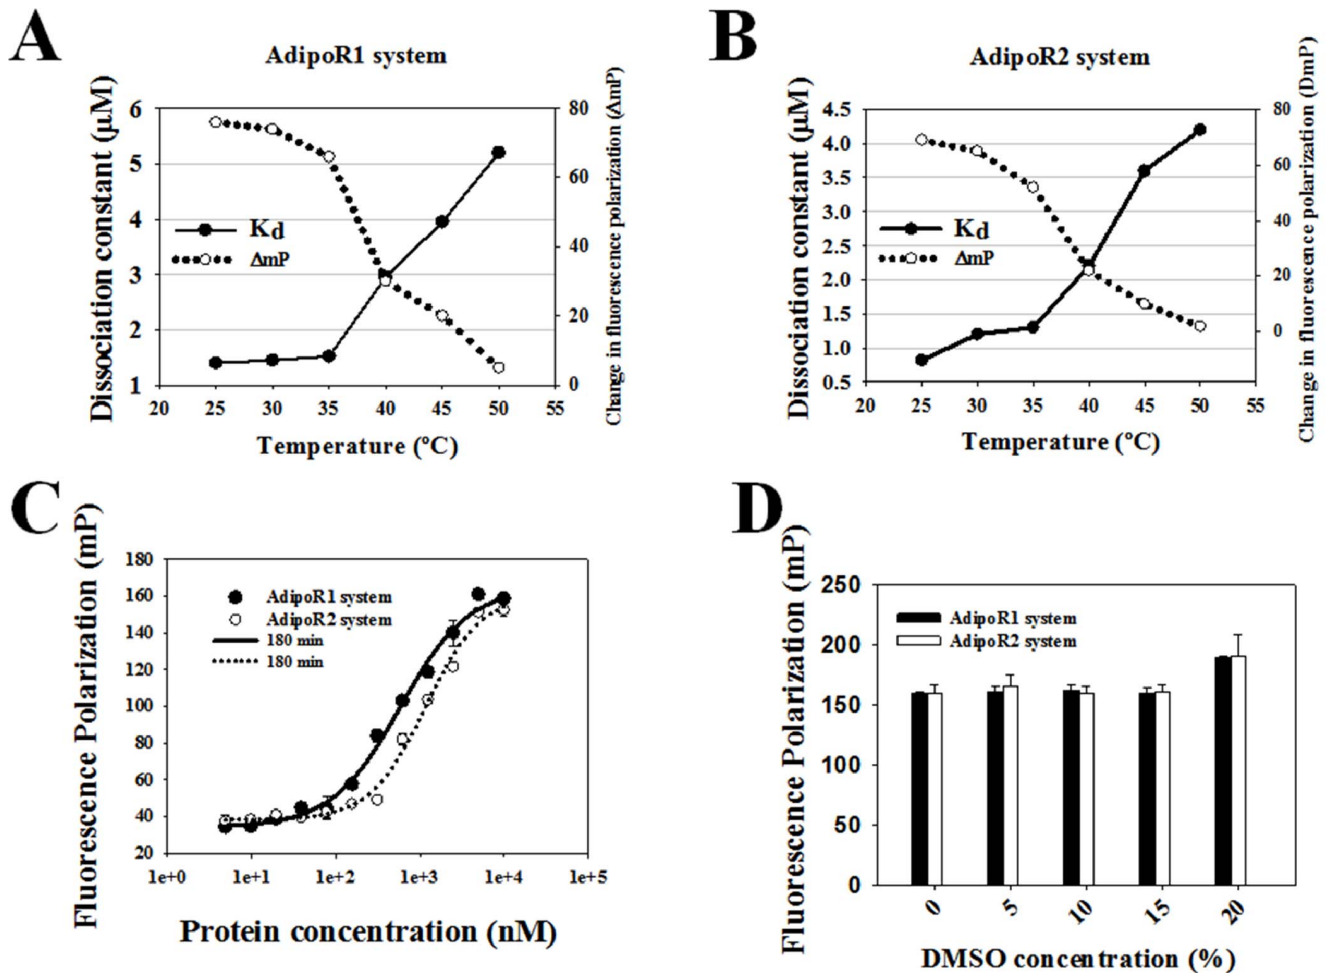 A
AdipoR1 system
Dissociation constant (µM)
6
5
4
3
2
1
Kd
ΔmP
80
60
40
20
0
Change in fluorescence polarization (ΔmP)
20 25 30 35 40 45 50 55
Temperature (ºC)
B
AdipoR2 system
Dissociation constant (µM)
4.5
4.0
3.5
3.0
2.5
2.0
1.5
1.0
0.5
Kd
ΔmP
80
60
40
20
0
Change in fluorescence polarization (DmP)
20 25 30 35 40 45 50 55
Temperature (ºC)
C
Fluorescence Polarization (mP)
180
160
140
120
100
80
60
40
20
AdipoR1 system
AdipoR2 system
180 min
180 min
1e+0 1e+1 1e+2 1e+3 1e+4 1e+5
Protein concentration (nM)
D
Fluorescence Polarization (mP)
250
200
150
100
50
0
AdipoR1 system
AdipoR2 system
0 5 10 15 20
DMSO concentration (%)